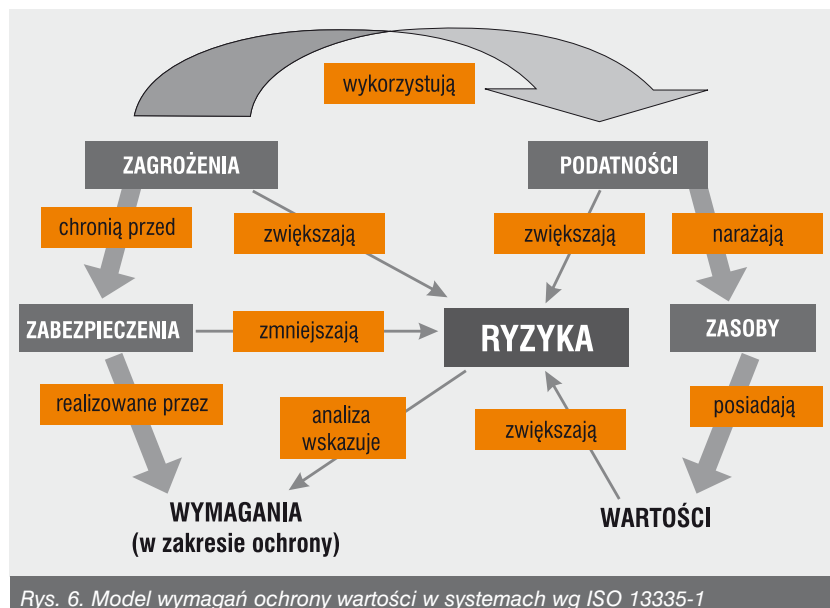 wykorzystują
ZAGROŻENIA
PODATNOŚCI
chronią przed
zwiększają
zwiększają
narażają
ZABEZPIECZENIA
zmniejszają
RYZYKA
ZASOBY
realizowane przez
analiza
wskazuje
zwiększają
posiadają
WYMAGANIA
(w zakresie ochrony)
WARTOŚCI
Rys. 6. Model wymagań ochrony wartości w systemach wg ISO 13335-1